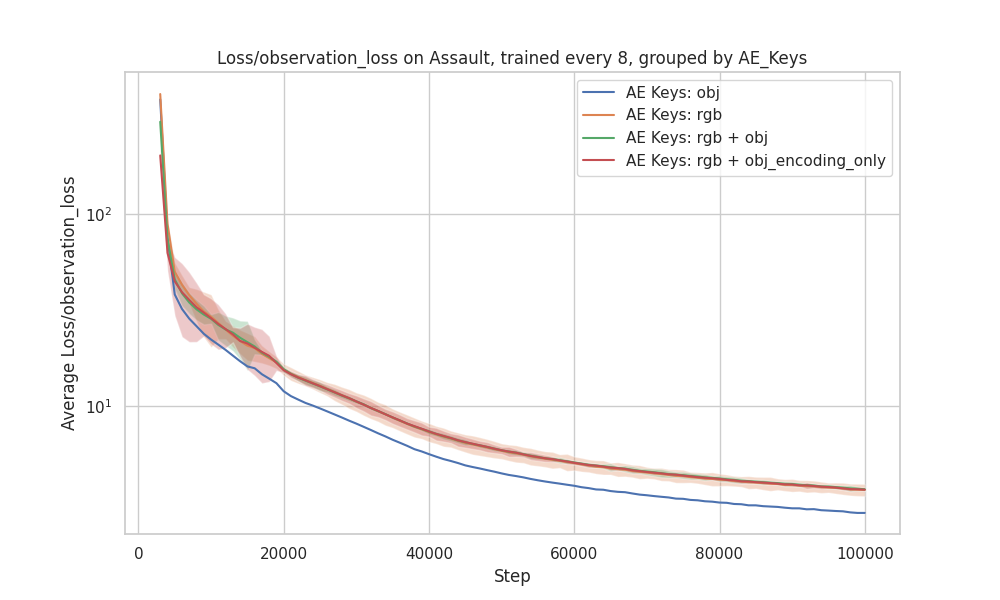 Loss/observation_loss on Assault, trained every 8, grouped by AE_Keys
AE Keys: obj
AE Keys: rgb
AE Keys: rgb + obj
AE Keys: rgb + obj_encoding_only
Average Loss/observation_loss
10²
10¹
0
20000
40000
60000
80000
100000
Step